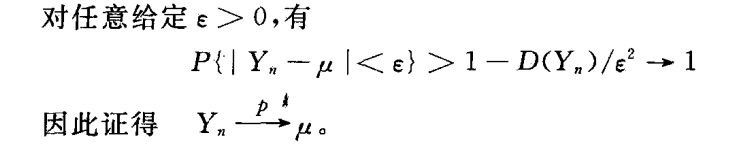 对任意给定 ε > 0,有
P{| Yₙ − μ |< ε} > 1 − D(Yₙ)/ε² → 1
因此证得 Yₙ —p→ μ。